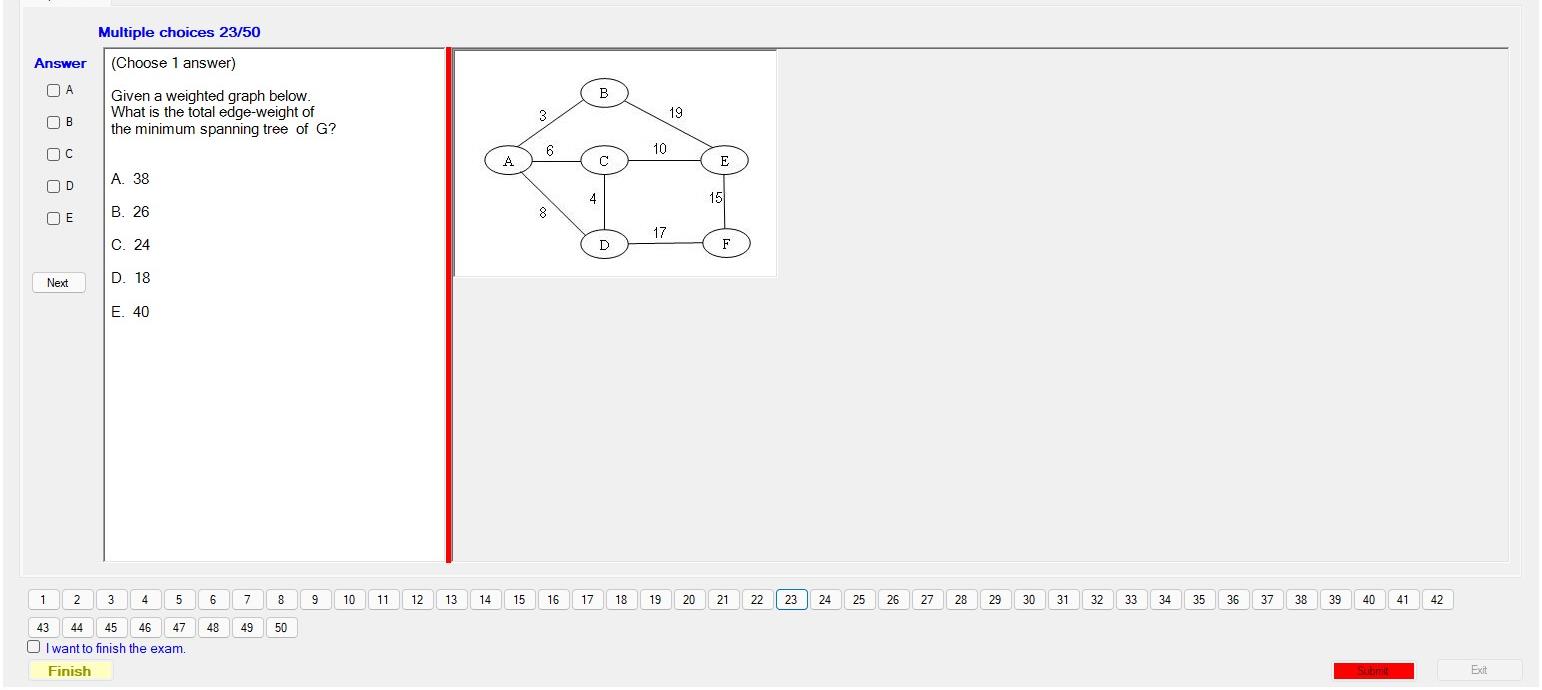 Multiple choices 23/50
Answer
A
B
C
D
E
Next
(Choose 1 answer)
Given a weighted graph below.
What is the total edge-weight of
the minimum spanning tree of G?
A. 38
B. 26
C. 24
D. 18
E. 40
B
3
19
A
6
C
10
E
4
15
8
17
D
F
1 2 3 4 5 6 7 8 9 10 11 12 13 14 15 16 17 18 19 20 21 22 23 24 25 26 27 28 29 30 31 32 33 34 35 36 37 38 39 40 41 42
43 44 45 46 47 48 49 50
I want to finish the exam.
Finish
Submit
Exit